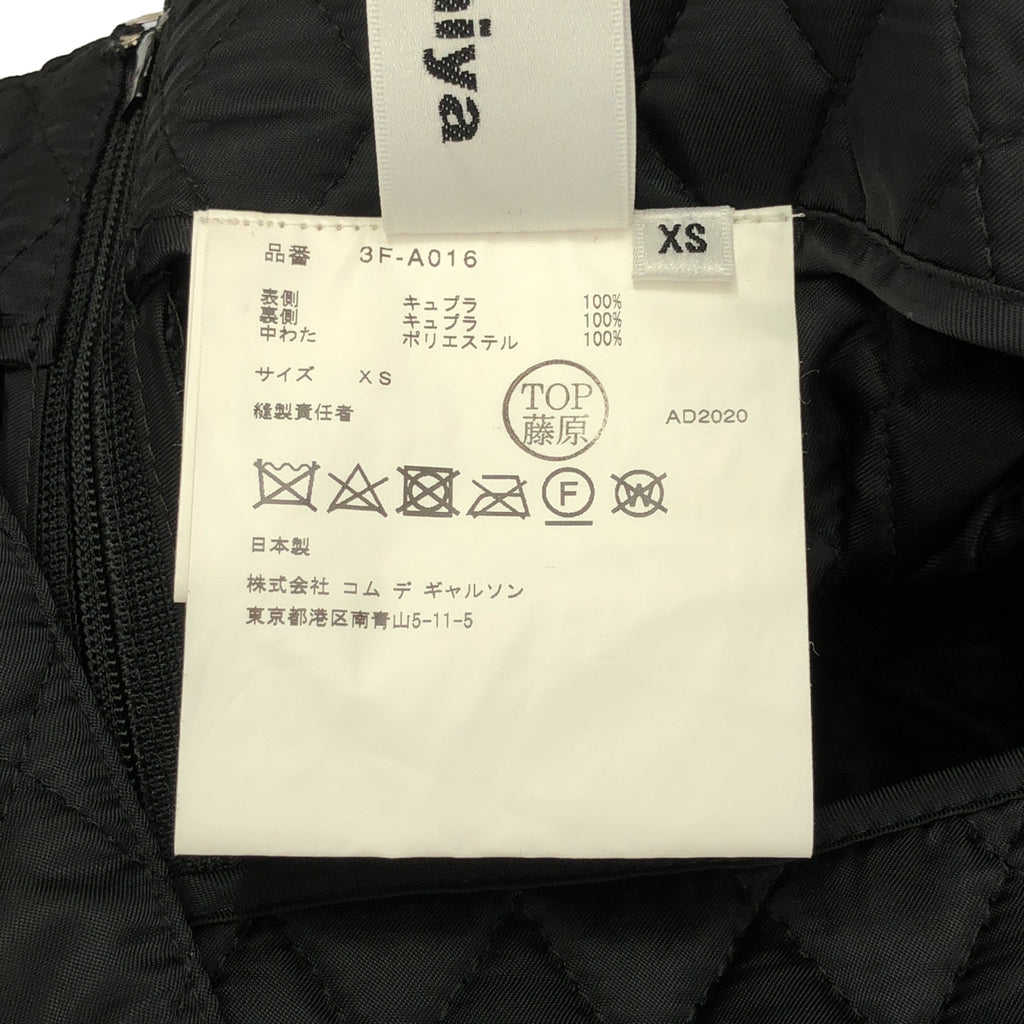 niya
XS
品番 3F-A016
表側 キュプラ 100%
裏側 キュプラ 100%
中わた ポリエステル 100%
サイズ XS
縫製責任者 TOP 藤原 AD2020
F W
日本製
株式会社 コム デ ギャルソン
東京都港区南青山5-11-5